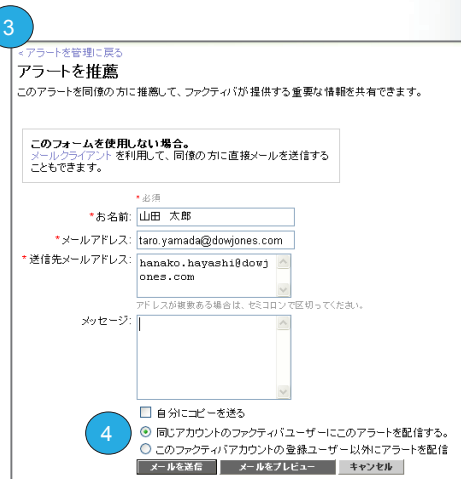 3
<アラートを管理に戻る
アラートを推薦
このアラートを同僚の方に推薦して、ファクティバが提供する重要な情報を共有できます。
このフォームを使用しない場合。
メールクライアント を利用して、同僚の方に直接メールを送信する
こともできます。
*必須
*お名前: 山田 太郎
*メールアドレス: taro.yamada@dowjones.com
*送信先メールアドレス: hanako.hayashi@dowj
ones.com
アドレスが複数ある場合は、セミコロンで区切ってください。
メッセージ:
自分にコピーを送る
4
同じアカウントのファクティバユーザーにこのアラートを配信する。
このファクティバアカウントの登録ユーザー以外にアラートを配信
メールを送信 メールをプレビュー キャンセル